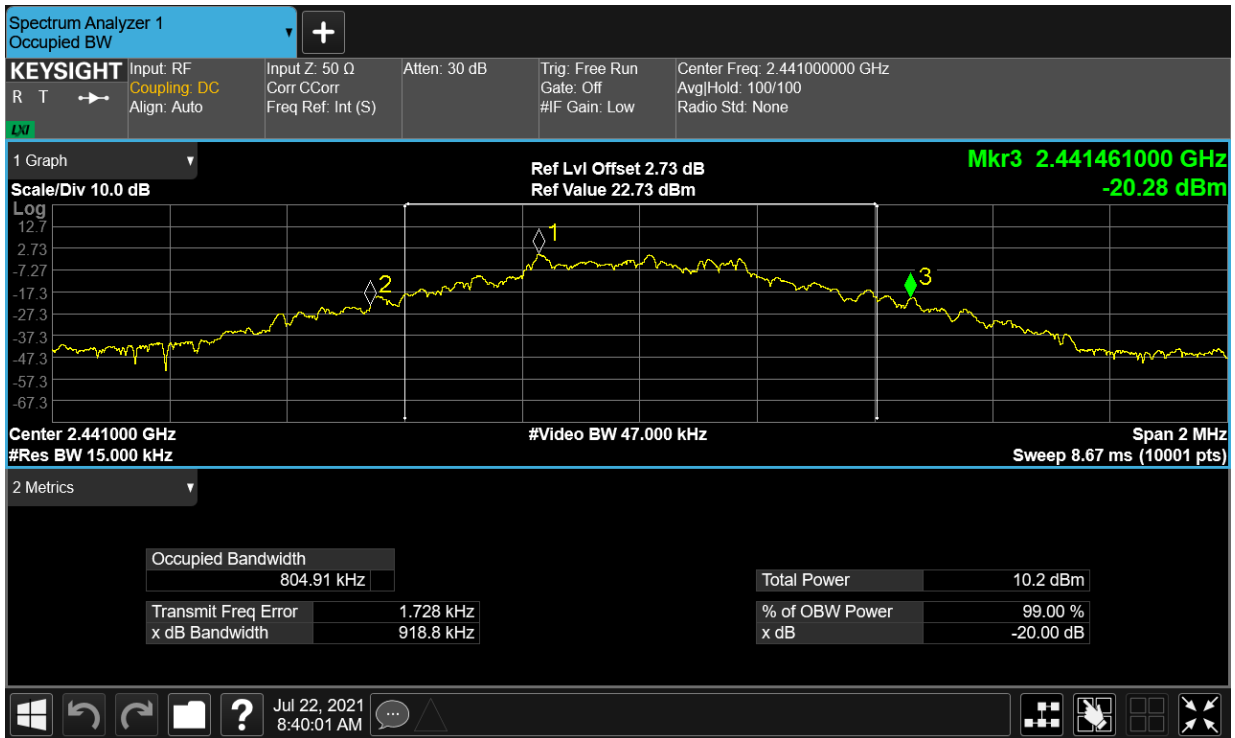 Spectrum Analyzer 1
Occupied BW
+
KEYSIGHT
R T
LXI
Input: RF
Coupling: DC
Align: Auto
Input Z: 50 Ω
Corr CCorr
Freq Ref: Int (S)
Atten: 30 dB
Trig: Free Run
Gate: Off
#IF Gain: Low
Center Freq: 2.441000000 GHz
Avg|Hold: 100/100
Radio Std: None
1 Graph
Scale/Div 10.0 dB
Ref Lvl Offset 2.73 dB
Ref Value 22.73 dBm
Mkr3 2.441461000 GHz
-20.28 dBm
Log
12.7
2.73
-7.27
-17.3
-27.3
-37.3
-47.3
-57.3
-67.3
1
2
3
Center 2.441000 GHz
#Video BW 47.000 kHz
Span 2 MHz
#Res BW 15.000 kHz
Sweep 8.67 ms (10001 pts)
2 Metrics
Occupied Bandwidth
804.91 kHz
Transmit Freq Error 1.728 kHz
x dB Bandwidth 918.8 kHz
Total Power 10.2 dBm
% of OBW Power 99.00 %
x dB -20.00 dB
?
Jul 22, 2021
8:40:01 AM